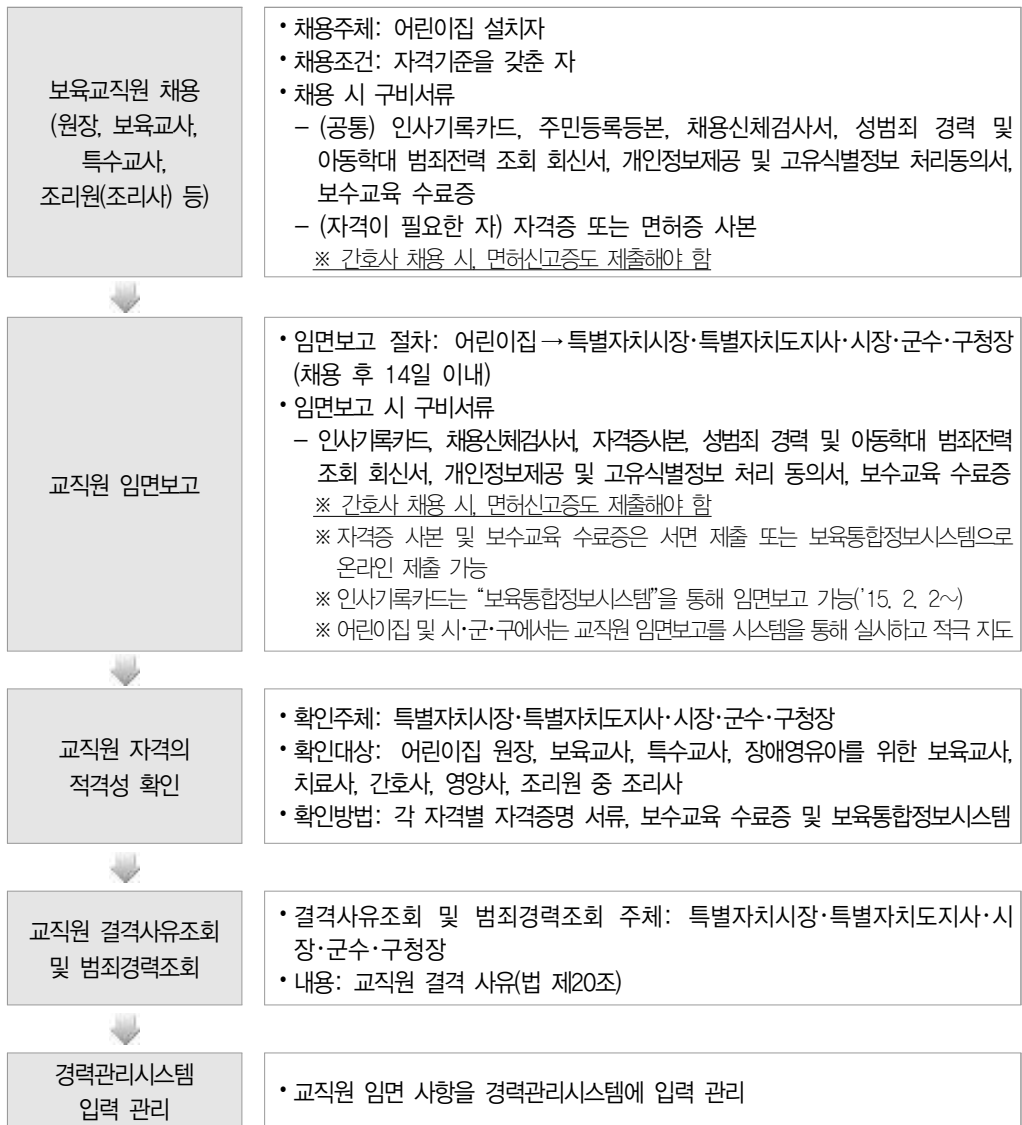 보육교직원 채용
(원장, 보육교사,
특수교사,
조리원(조리사) 등)
• 채용주체: 어린이집 설치자
• 채용조건: 자격기준을 갖춘 자
• 채용 시 구비서류
– (공통) 인사기록카드, 주민등록등본, 채용신체검사서, 성범죄 경력 및
아동학대 범죄전력 조회 회신서, 개인정보제공 및 고유식별정보 처리동의서,
보수교육 수료증
– (자격이 필요한 자) 자격증 또는 면허증 사본
※ 간호사 채용 시, 면허신고증도 제출해야 함
교직원 임면보고
• 임면보고 절차: 어린이집→특별자치시장·특별자치도지사·시장·군수·구청장
(채용 후 14일 이내)
• 임면보고 시 구비서류
– 인사기록카드, 채용신체검사서, 자격증사본, 성범죄 경력 및 아동학대 범죄전력
조회 회신서, 개인정보제공 및 고유식별정보 처리 동의서, 보수교육 수료증
※ 간호사 채용 시, 면허신고증도 제출해야 함
※ 자격증 사본 및 보수교육 수료증은 서면 제출 또는 보육통합정보시스템으로
온라인 제출 가능
※ 인사기록카드는 “보육통합정보시스템”을 통해 임면보고 가능('15. 2. 2~)
※ 어린이집 및 시·군·구에서는 교직원 임면보고를 시스템을 통해 실시하고 적극 지도
교직원 자격의
적격성 확인
• 확인주체: 특별자치시장·특별자치도지사·시장·군수·구청장
• 확인대상: 어린이집 원장, 보육교사, 특수교사, 장애영유아를 위한 보육교사,
치료사, 간호사, 영양사, 조리원 중 조리사
• 확인방법: 각 자격별 자격증명 서류, 보수교육 수료증 및 보육통합정보시스템
교직원 결격사유조회
및 범죄경력조회
• 결격사유조회 및 범죄경력조회 주체: 특별자치시장·특별자치도지사·시
장·군수·구청장
• 내용: 교직원 결격 사유(법 제20조)
경력관리시스템
입력 관리
• 교직원 임면 사항을 경력관리시스템에 입력 관리